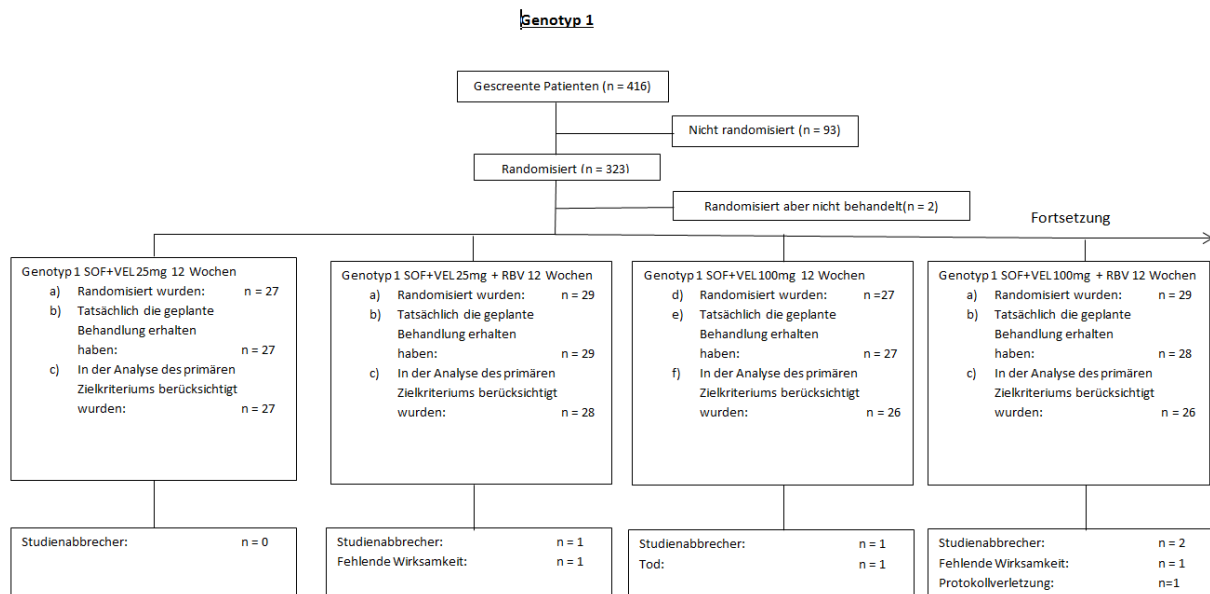 Genotyp 1
Gescreente Patienten (n = 416)
Nicht randomisiert (n = 93)
Randomisiert (n = 323)
Randomisiert aber nicht behandelt(n = 2)
Fortsetzung
Genotyp 1 SOF+VEL 25mg 12 Wochen
a) Randomisiert wurden: n = 27
b) Tatsächlich die geplante
Behandlung erhalten
haben: n = 27
c) In der Analyse des primären
Zielkriteriums berücksichtigt
wurden: n = 27
Genotyp 1 SOF+VEL 25mg + RBV 12 Wochen
a) Randomisiert wurden: n = 29
b) Tatsächlich die geplante
Behandlung erhalten
haben: n = 29
c) In der Analyse des primären
Zielkriteriums berücksichtigt
wurden: n = 28
Genotyp 1 SOF+VEL 100mg 12 Wochen
d) Randomisiert wurden: n =27
e) Tatsächlich die geplante
Behandlung erhalten
haben: n = 27
f) In der Analyse des primären
Zielkriteriums berücksichtigt
wurden: n = 26
Genotyp 1 SOF+VEL 100mg + RBV 12 Wochen
a) Randomisiert wurden: n =29
b) Tatsächlich die geplante
Behandlung erhalten
haben: n = 28
c) In der Analyse des primären
Zielkriteriums berücksichtigt
wurden: n = 26
Studienabbrecher: n = 0
Studienabbrecher: n = 1
Fehlende Wirksamkeit: n = 1
Studienabbrecher: n = 1
Tod: n = 1
Studienabbrecher: n = 2
Fehlende Wirksamkeit: n = 1
Protokollverletzung: n=1